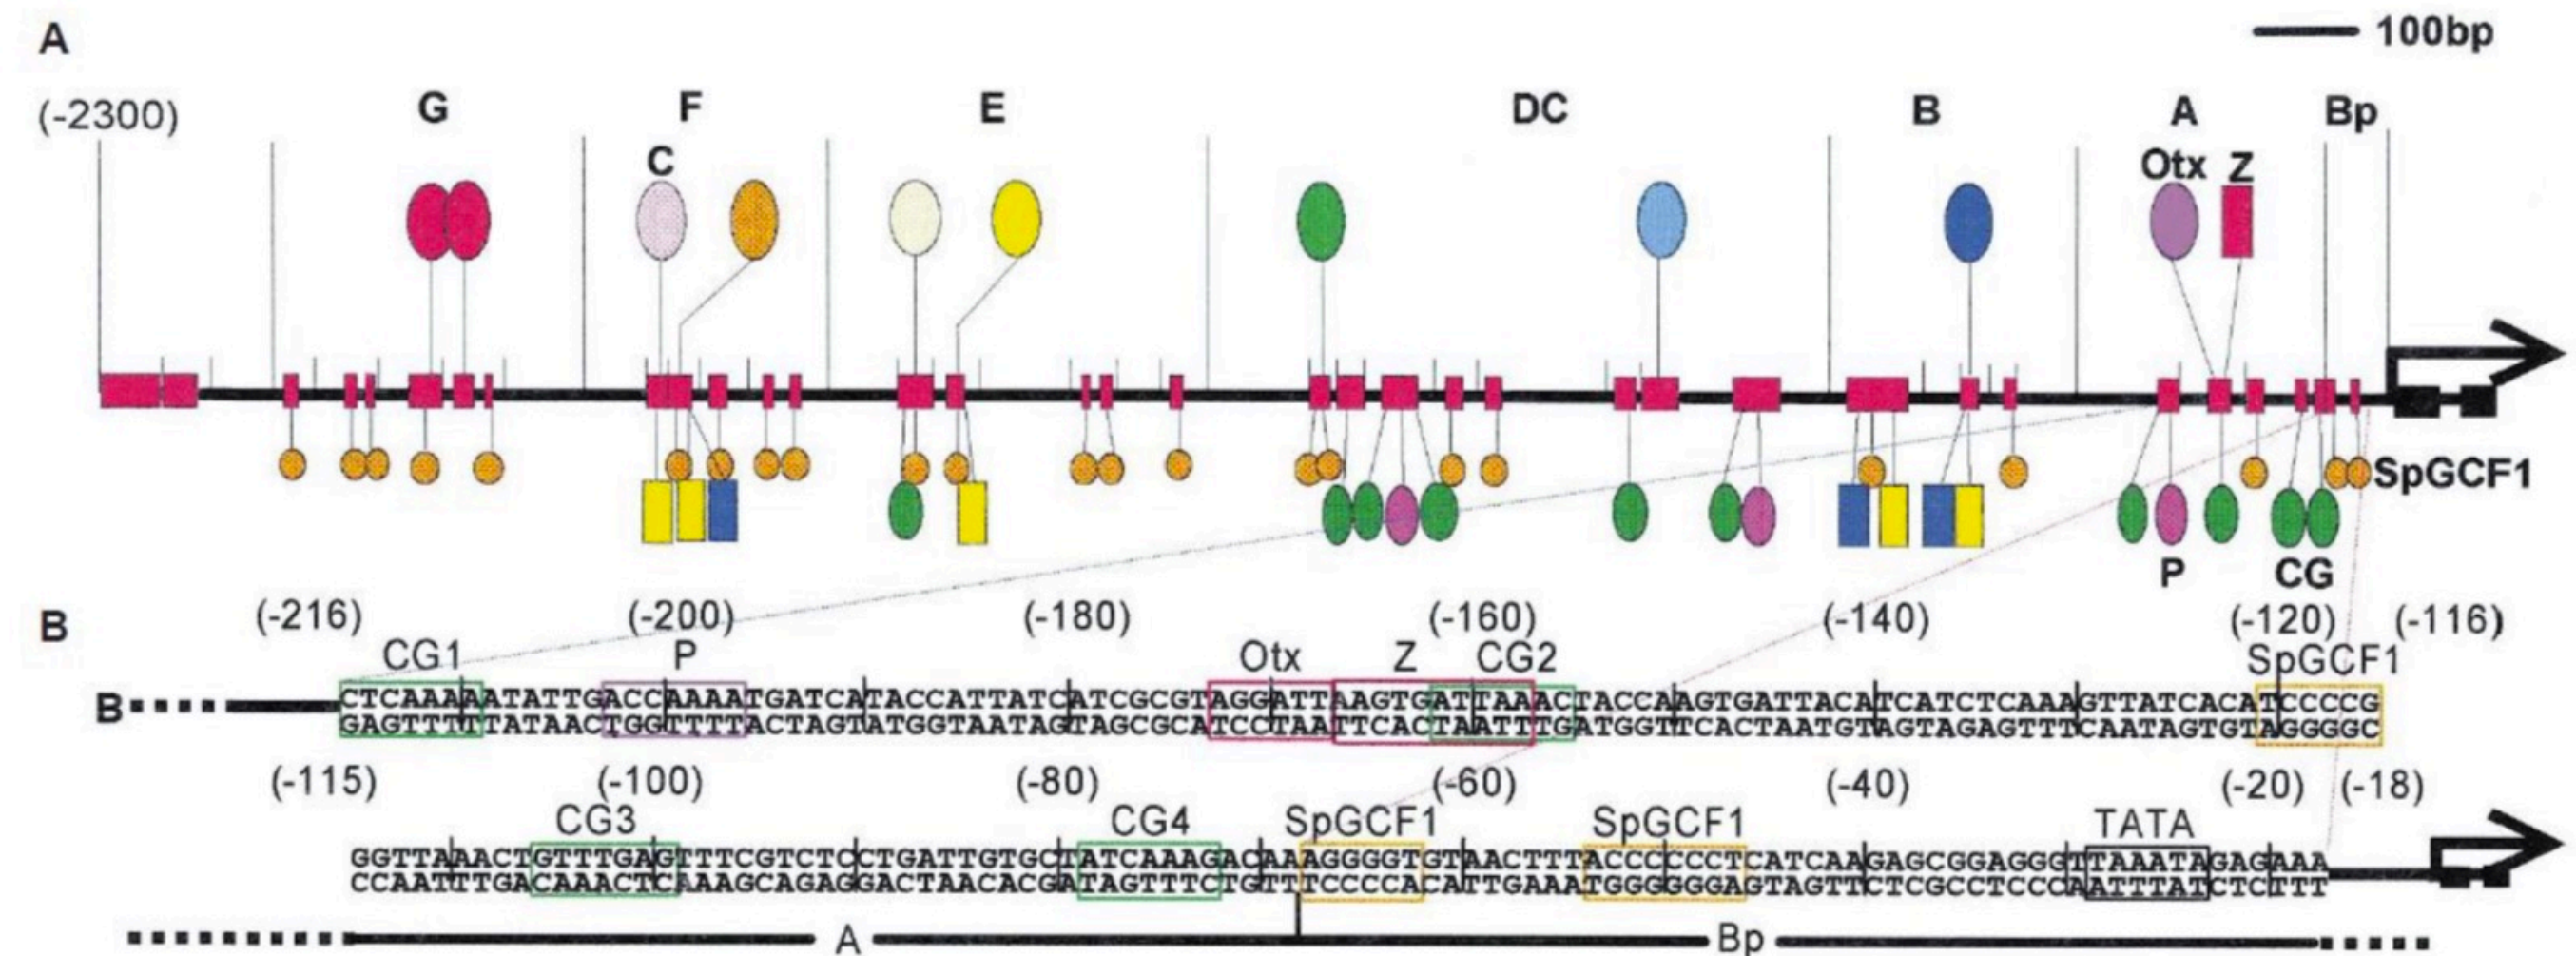 A
100bp
(-2300) G F E DC B A Bp
C Otx Z
SpGCF1
P CG
B (-216) (-200) (-180) (-160) (-140) (-120) (-116)
CG1 P Otx Z CG2 SpGCF1
B CTCAAAAATATTGACCAAAATGATCATACCATTATCATCGCGTAGGATTAAGTGATTAAACTACCAAGTGATTACATCATCTCAAAGTTATCACATCCCCG
GAGTTTTTATAACTGGTTTTACTAGTATGGTAATAGTAGCGCATCCTAATTCACTAATTTGATGGTTCACTAATGTAGTAGAGTTTCAATAGTGTAGGGGC
(-115) (-100) (-80) (-60) (-40) (-20) (-18)
CG3 CG4 SpGCF1 SpGCF1 TATA
GGTTAAACTGTTTGAGTTTCGTCTCCTGATTGTGCTATCAAAGACAAAGGGGTGTAACTTTACCCCCCTCATCAAGAGCGGAGGGTTAAATAGAGAAA
CCAATTTGACAAACTCAAAGCAGAGGACTAACACGATAGTTTCTGTTTCCCCACATTGAAATGGGGGGAGTAGTTCTCGCCTCCCAATTTATCTCTTT
A Bp